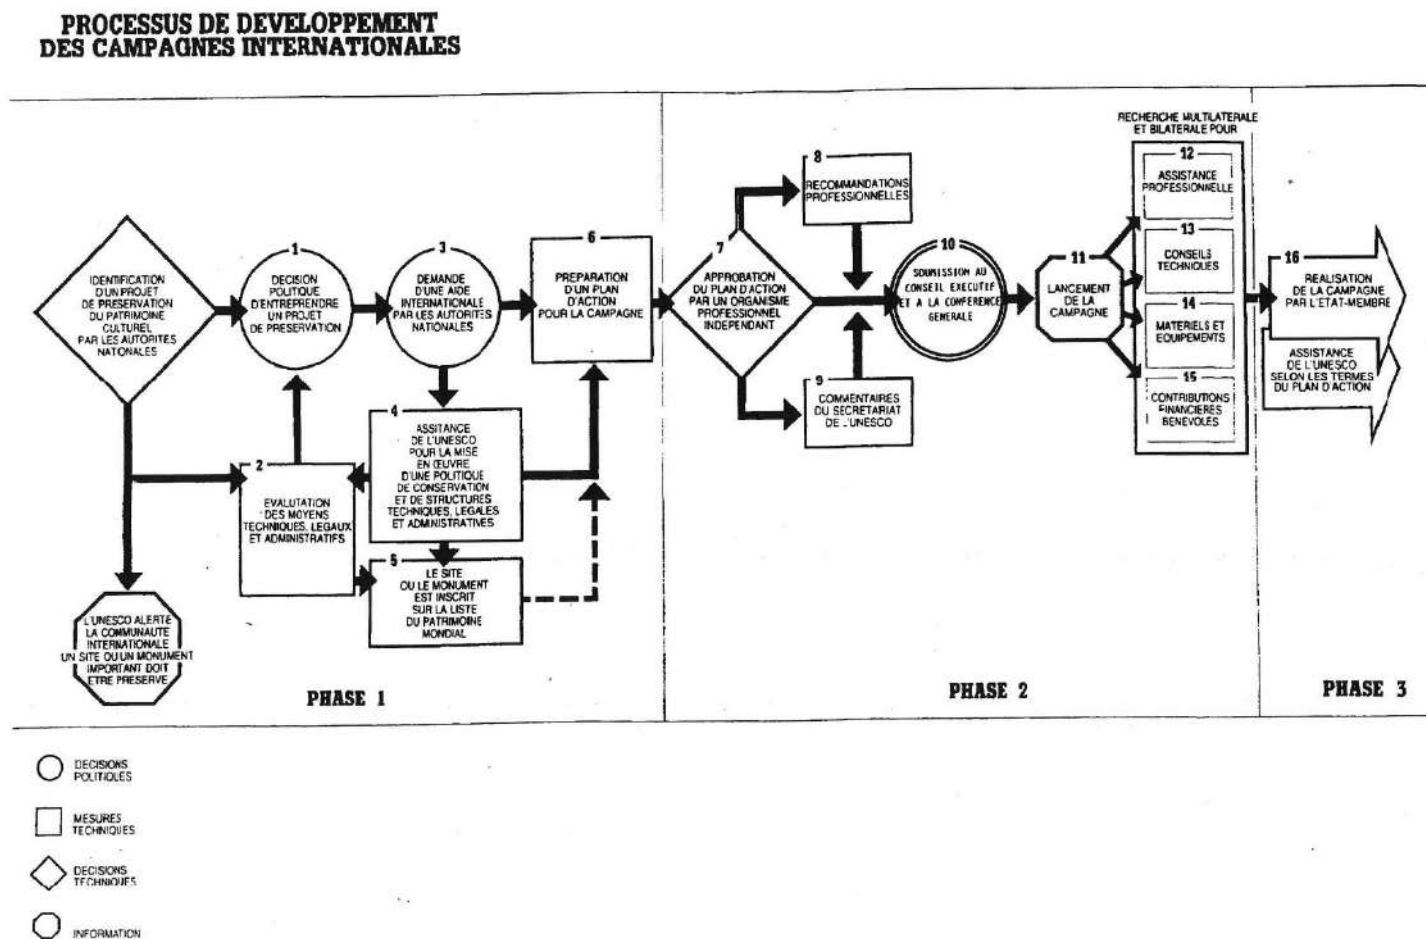 PROCESSUS DE DEVELOPPEMENT
DES CAMPAGNES INTERNATIONALES
IDENTIFICATION
D'UN PROJET
DE PRESERVATION
DU PATRIMOINE
CULTUREL
PAR LES AUTORITES
NATONALES
1
DECISION
POLITIQUE
D'ENTREPRENDRE
UN PROJET
DE PRESERVATION
3
DEMANDE
D'UNE AIDE
INTERNATIONALE
PAR LES AUTORITES
NATIONALES
6
PREPARATION
D'UN PLAN
D'ACTION
POUR LA CAMPAGNE
2
EVALUTATION
DES MOYENS
TECHNIQUES, LEGAUX
ET ADMINISTRATIFS
4
ASSITANCE
DE L'UNESCO
POUR LA MISE
EN ŒUVRE
D'UNE POLITIQUE
DE CONSERVATION
ET DE STRUCTURES
TECHNIQUES, LEGALES
ET ADMINISTRATIVES
5
LE SITE
OU LE MONUMENT
EST INSCRIT
SUR LA LISTE
DU PATRIMOINE
MONDIAL
L'UNESCO ALERTE
LA COMMUNAUTE
INTERNATIONALE
UN SITE OU UN MONUMENT
IMPORTANT DOIT
ETRE PRESERVE
PHASE 1
7
APPROBATION
DU PLAN D'ACTION
PAR UN ORGANISME
PROFESSIONNEL
INDEPENDANT
8
RECOMMANDATIONS
PROFESSIONNELLES
9
COMMENTAIRES
DU SECRETARIAT
DE L'UNESCO
10
SOUMISSION AU
CONSEIL EXECUTIF
ET A LA CONFERENCE
GENERALE
11
LANCEMENT
DE LA
CAMPAGNE
RECHERCHE MULTILATERALE
ET BILATERALE POUR
12
ASSISTANCE
PROFESSIONNELLE
13
CONSEILS
TECHNIQUES
14
MATERIELS ET
EQUIPEMENTS
15
CONTRIBUTIONS
FINANCIERES
BENEVOLES
PHASE 2
16
REALISATION
DE LA CAMPAGNE
PAR L'ETAT-MEMBRE
ASSISTANCE
DE L'UNESCO
SELON LES TERMES
DU PLAN D'ACTION
PHASE 3
DECISIONS
POLITIQUES
MESURES
TECHNIQUES
DECISIONS
TECHNIQUES
INFORMATION